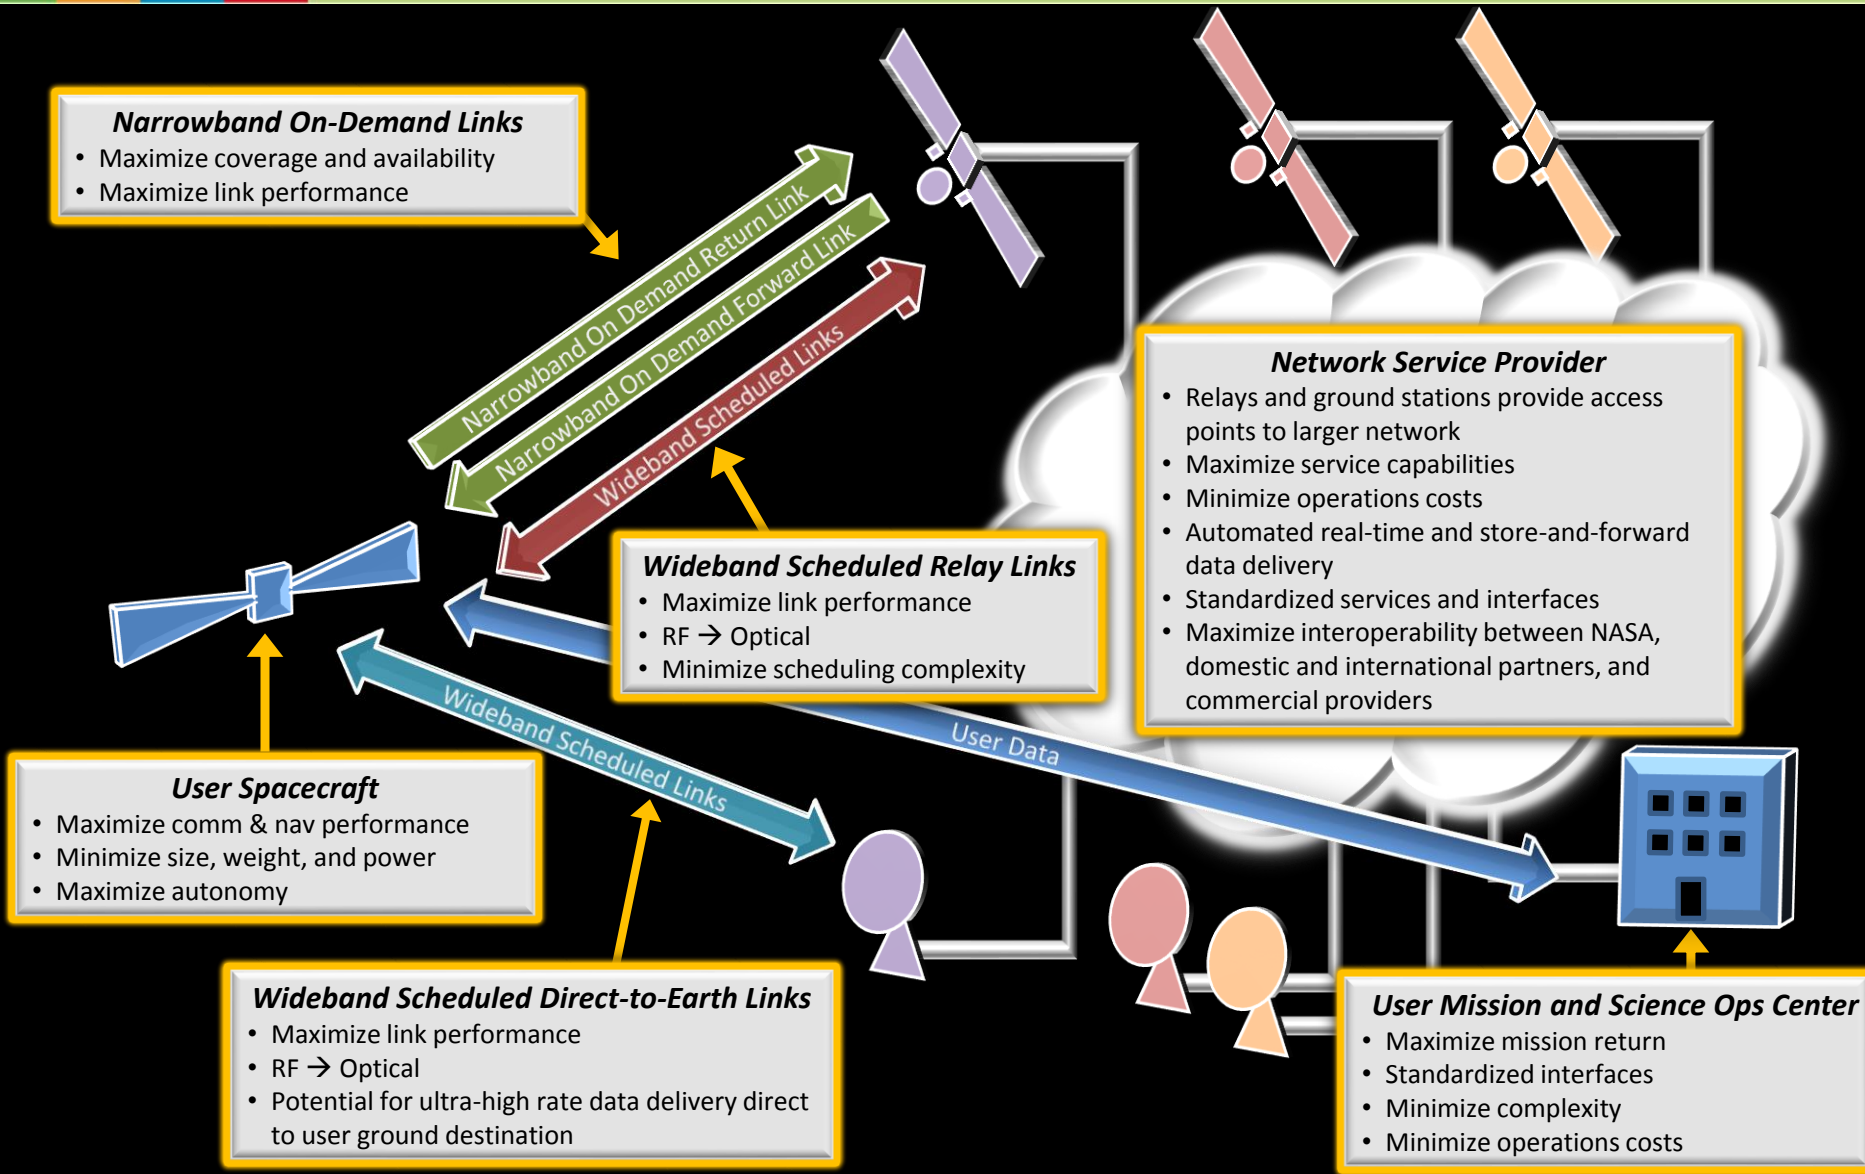 Narrowband On-Demand Links
• Maximize coverage and availability
• Maximize link performance
Narrowband On Demand Return Link
Narrowband On Demand Forward Link
Wideband Scheduled Links
Network Service Provider
• Relays and ground stations provide access
points to larger network
• Maximize service capabilities
• Minimize operations costs
• Automated real-time and store-and-forward
data delivery
• Standardized services and interfaces
• Maximize interoperability between NASA,
domestic and international partners, and
commercial providers
Wideband Scheduled Relay Links
• Maximize link performance
• RF → Optical
• Minimize scheduling complexity
User Data
Wideband Scheduled Links
User Spacecraft
• Maximize comm & nav performance
• Minimize size, weight, and power
• Maximize autonomy
Wideband Scheduled Direct-to-Earth Links
• Maximize link performance
• RF → Optical
• Potential for ultra-high rate data delivery direct
to user ground destination
User Mission and Science Ops Center
• Maximize mission return
• Standardized interfaces
• Minimize complexity
• Minimize operations costs